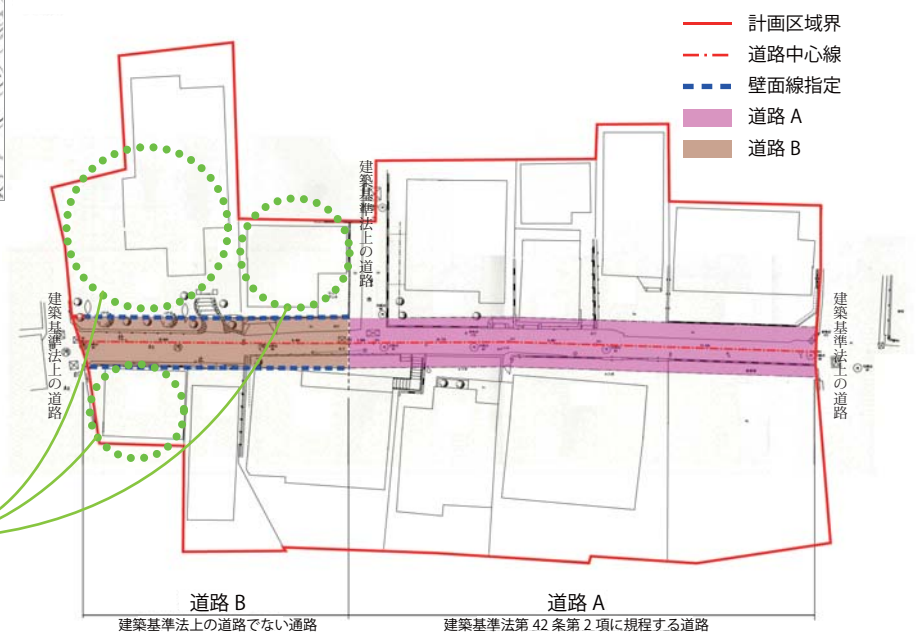 計画区域界
道路中心線
壁面線指定
道路 A
道路 B
建築基準法上の道路
建築基準法上の道路
建築基準法上の道路
道路 B
道路 A
建築基準法上の道路でない通路
建築基準法第 42 条第 2 項に規程する道路